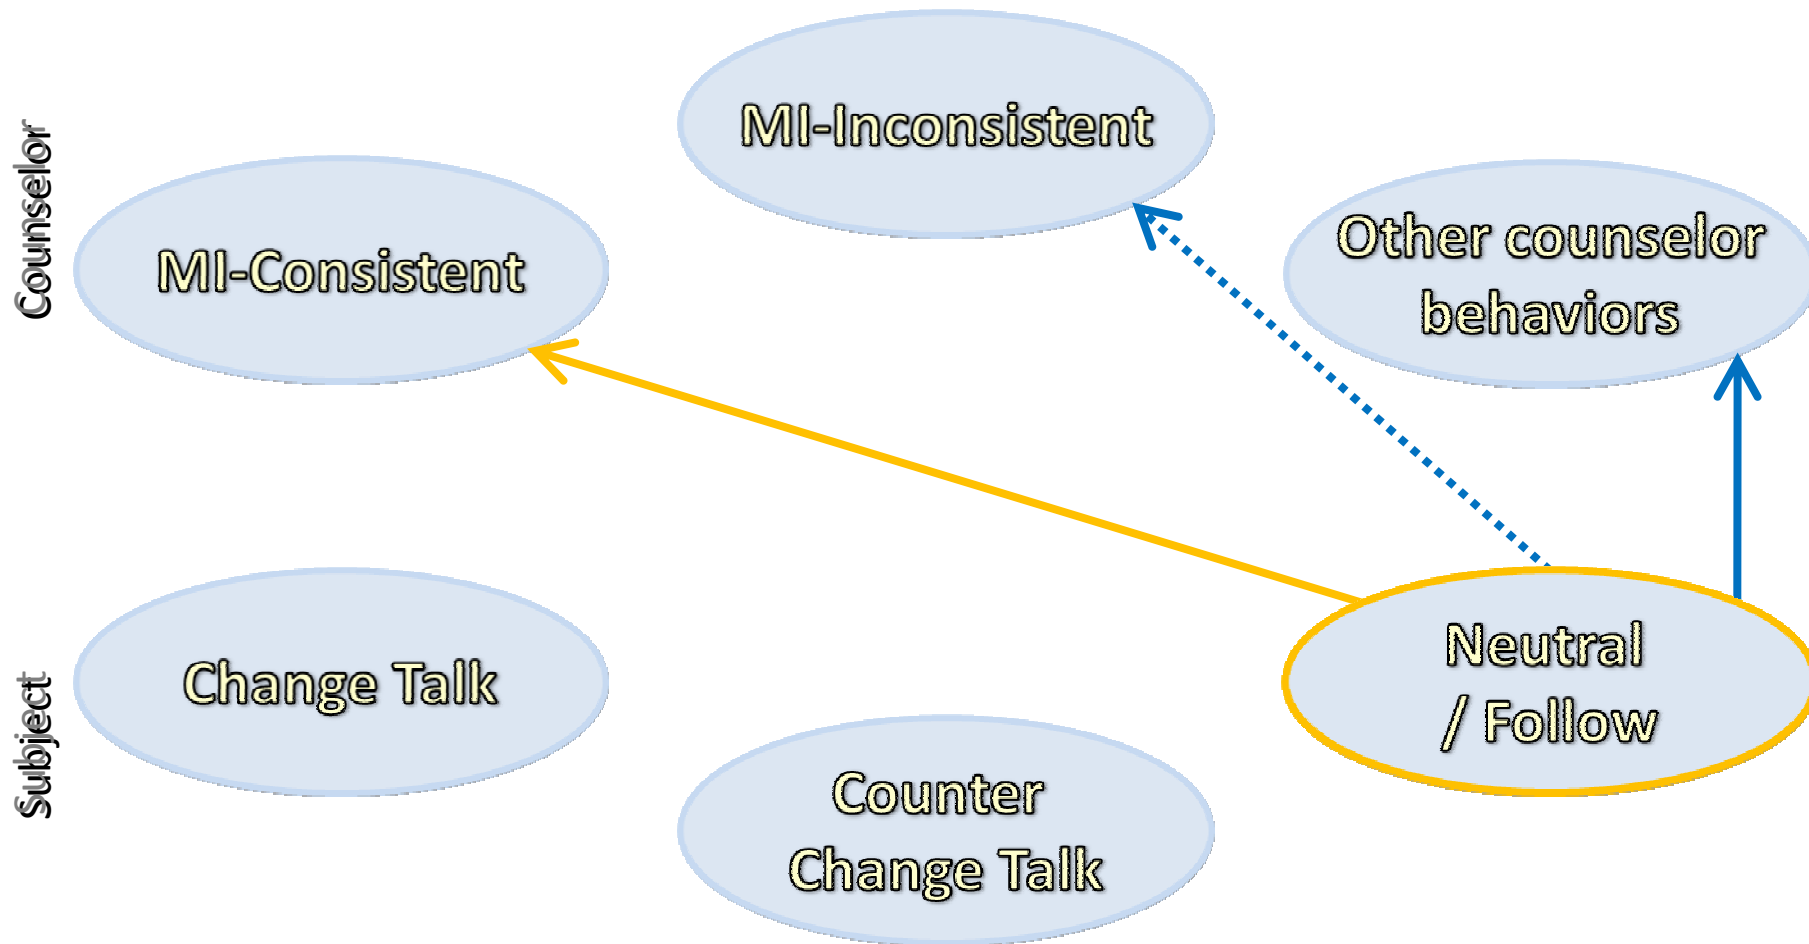 Counselor
MI-Inconsistent
MI-Consistent
Other counselor
behaviors
Subject
Change Talk
Neutral
/ Follow
Counter
Change Talk